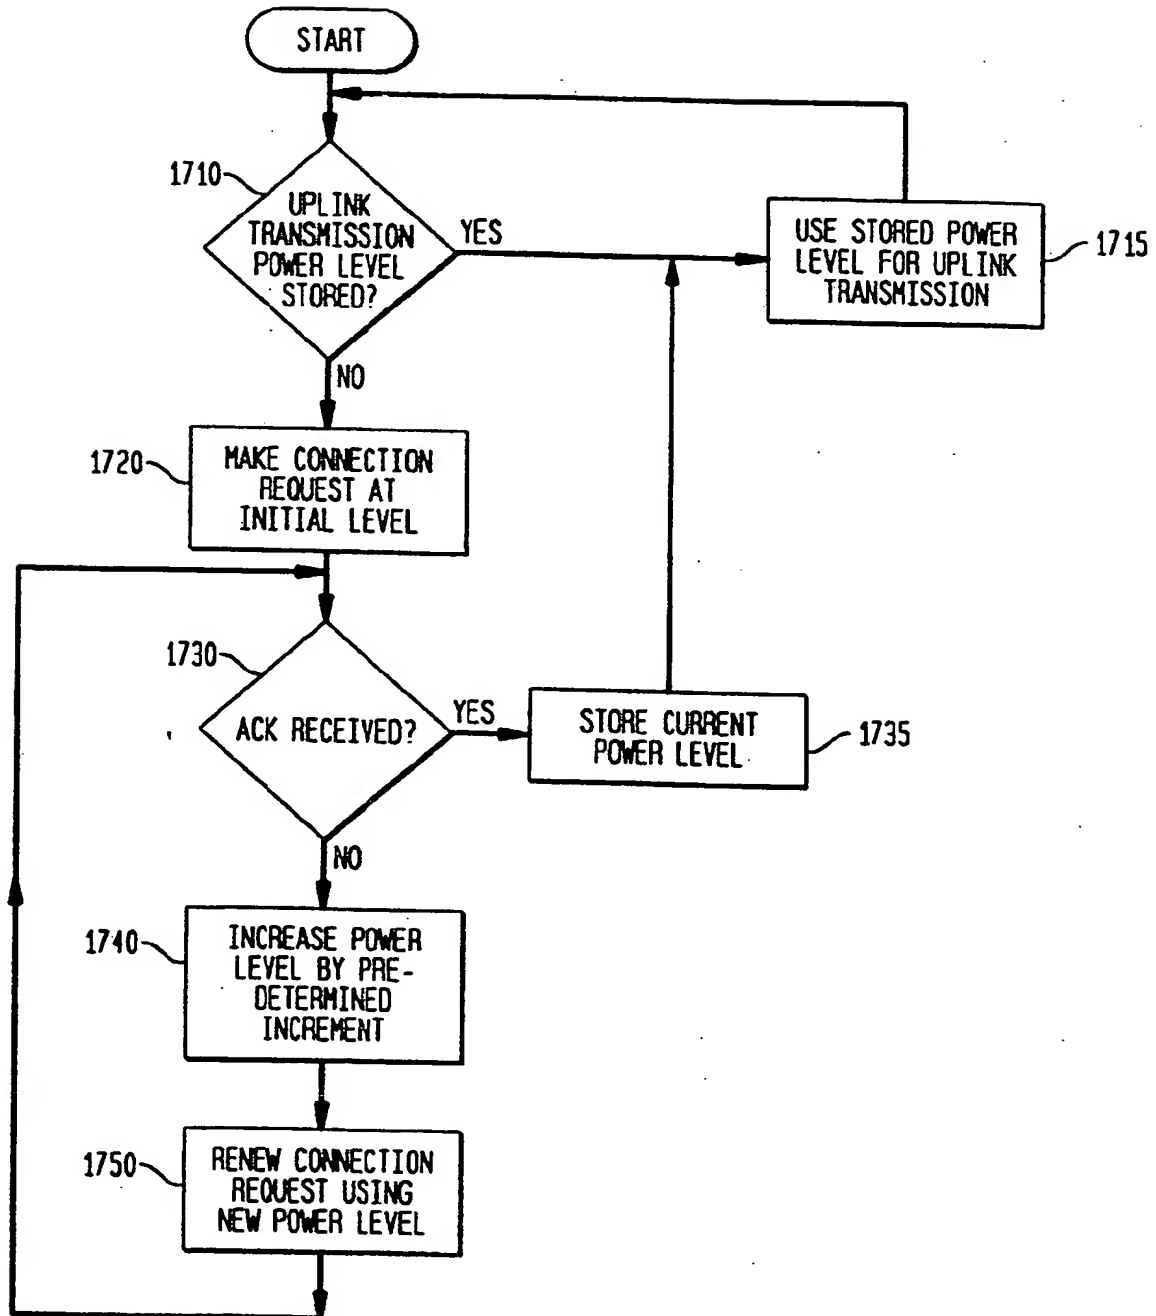 START
1710
UPLINK
TRANSMISSION
POWER LEVEL
STORED?
YES
USE STORED POWER
LEVEL FOR UPLINK
TRANSMISSION
1715
NO
1720
MAKE CONNECTION
REQUEST AT
INITIAL LEVEL
1730
ACK RECEIVED?
YES
STORE CURRENT
POWER LEVEL
1735
NO
1740
INCREASE POWER
LEVEL BY PRE-
DETERMINED
INCREMENT
1750
RENEW CONNECTION
REQUEST USING
NEW POWER LEVEL